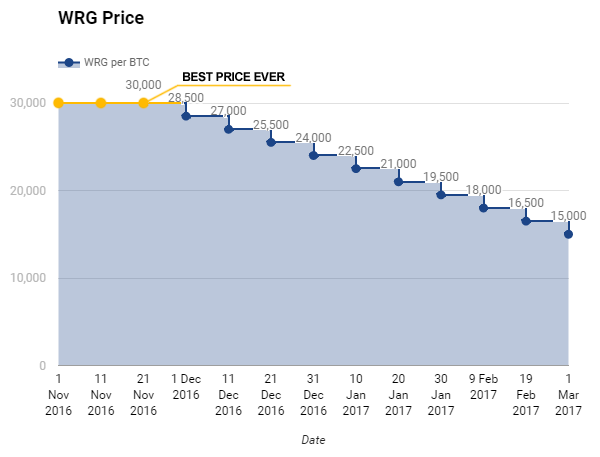 WRG Price
WRG per BTC
BEST PRICE EVER
30,000
28,500
27,000
25,500
24,000
22,500
21,000
19,500
18,000
16,500
15,000
30,000
20,000
10,000
0
1 Nov 2016
11 Nov 2016
21 Nov 2016
1 Dec 2016
11 Dec 2016
21 Dec 2016
31 Dec 2016
10 Jan 2017
20 Jan 2017
30 Jan 2017
9 Feb 2017
19 Feb 2017
1 Mar 2017
Date